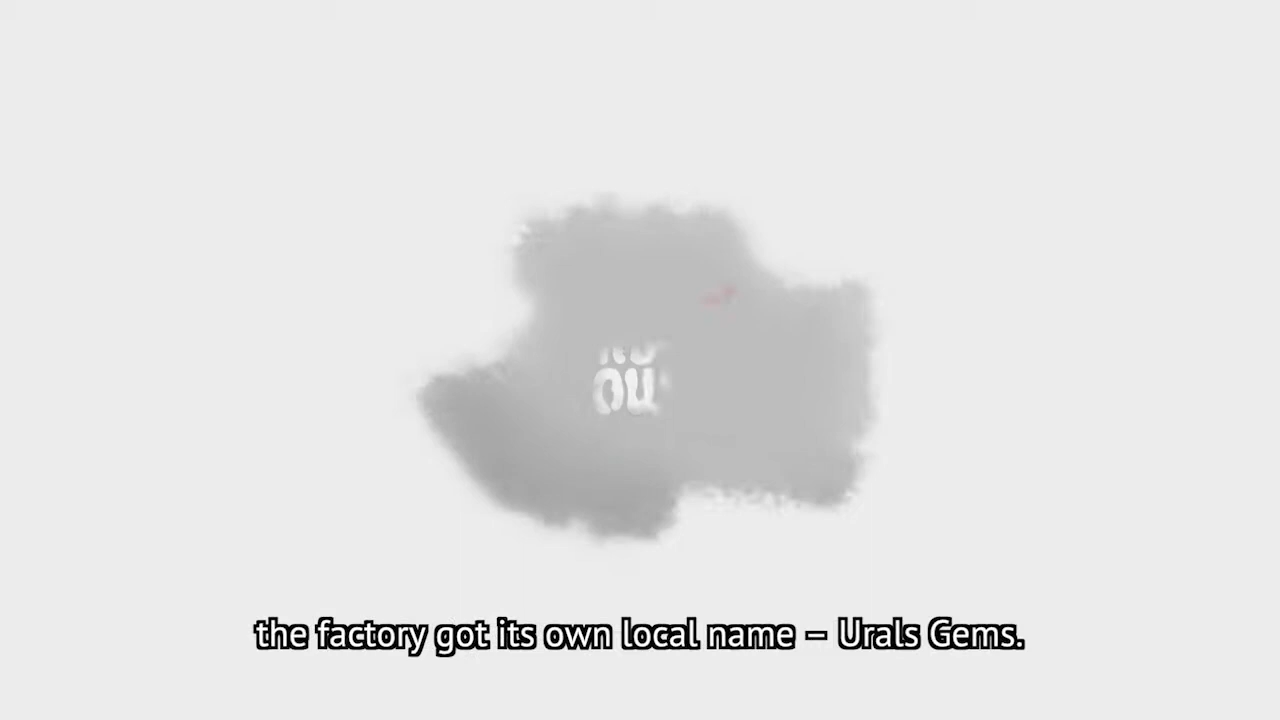 the factory got its own local name – Urals Gems.